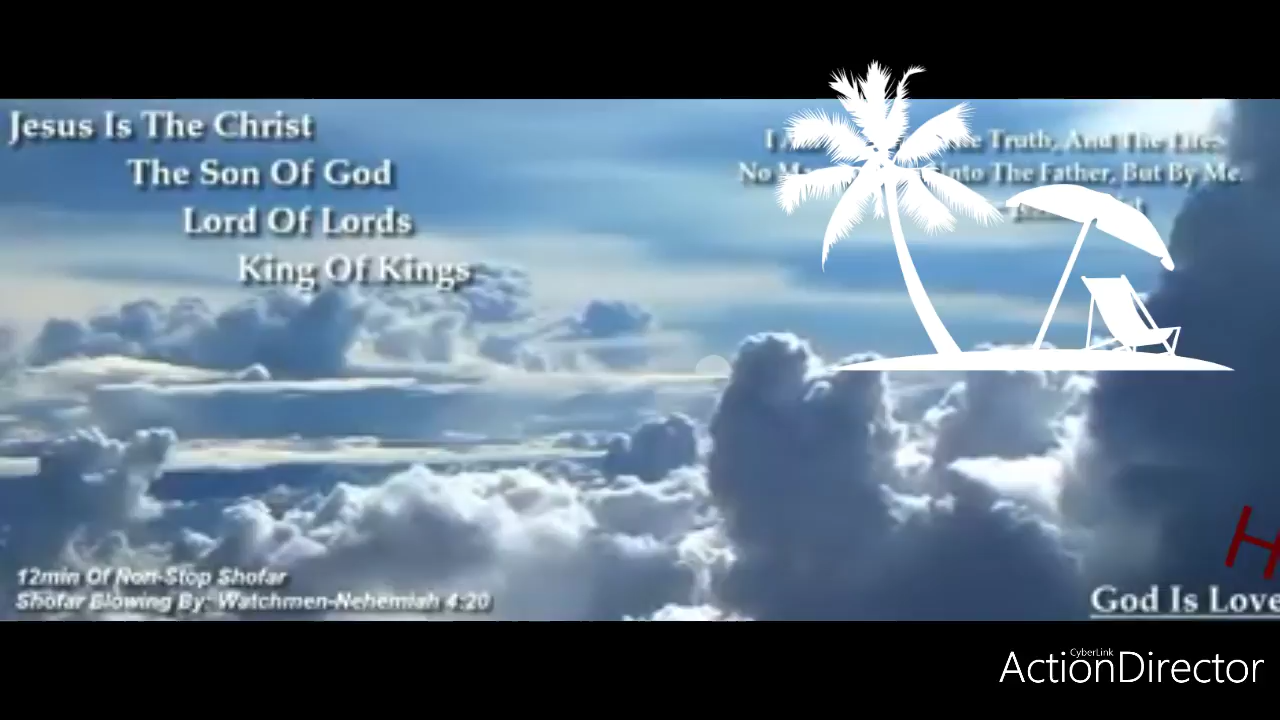 Jesus Is The Christ
The Son Of God
Lord Of Lords
King Of Kings
I Truth, And The Life.
No The Father, But By Me.
12min Of Non-Stop Shofar
Shofar Blowing By: Watchmen-Nehemiah 4:20
H
God Is Love
CyberLink
ActionDirector